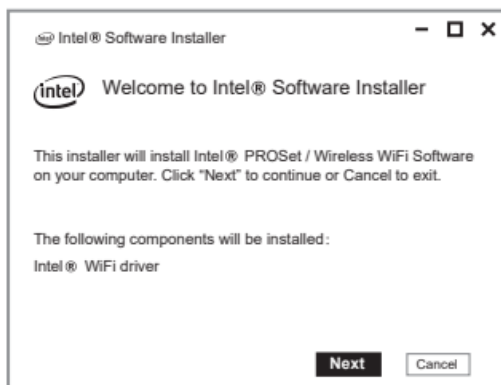 intel Intel® Software Installer
intel Welcome to Intel® Software Installer
This installer will install Intel® PROSet / Wireless WiFi Software
on your computer. Click “Next” to continue or Cancel to exit.
The following components will be installed:
Intel® WiFi driver
Next Cancel